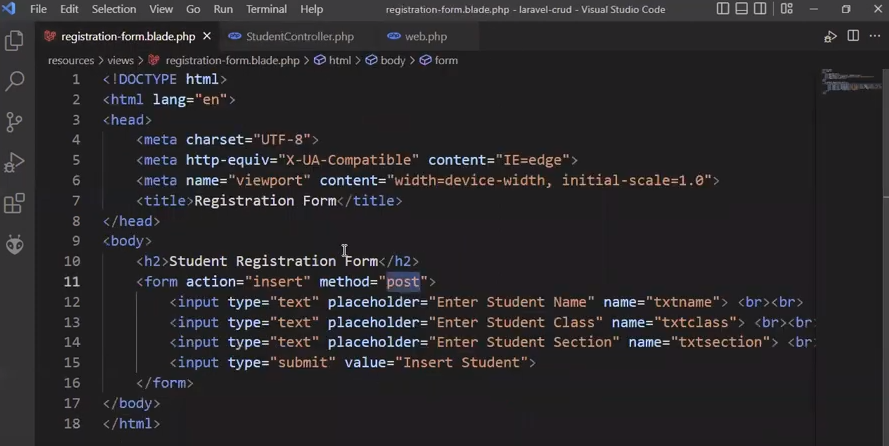 File Edit Selection View Go Run Terminal Help registration-form.blade.php - laravel-crud - Visual Studio Code
registration-form.blade.php StudentController.php web.php
resources > views > registration-form.blade.php > html > body > form
1 <!DOCTYPE html>
2 <html lang="en">
3 <head>
4 <meta charset="UTF-8">
5 <meta http-equiv="X-UA-Compatible" content="IE=edge">
6 <meta name="viewport" content="width=device-width, initial-scale=1.0">
7 <title>Registration Form</title>
8 </head>
9 <body>
10 <h2>Student Registration Form</h2>
11 <form action="insert" method="post">
12 <input type="text" placeholder="Enter Student Name" name="txtname"> <br><br>
13 <input type="text" placeholder="Enter Student Class" name="txtclass"> <br><br
14 <input type="text" placeholder="Enter Student Section" name="txtsection"> <br
15 <input type="submit" value="Insert Student">
16 </form>
17 </body>
18 </html>